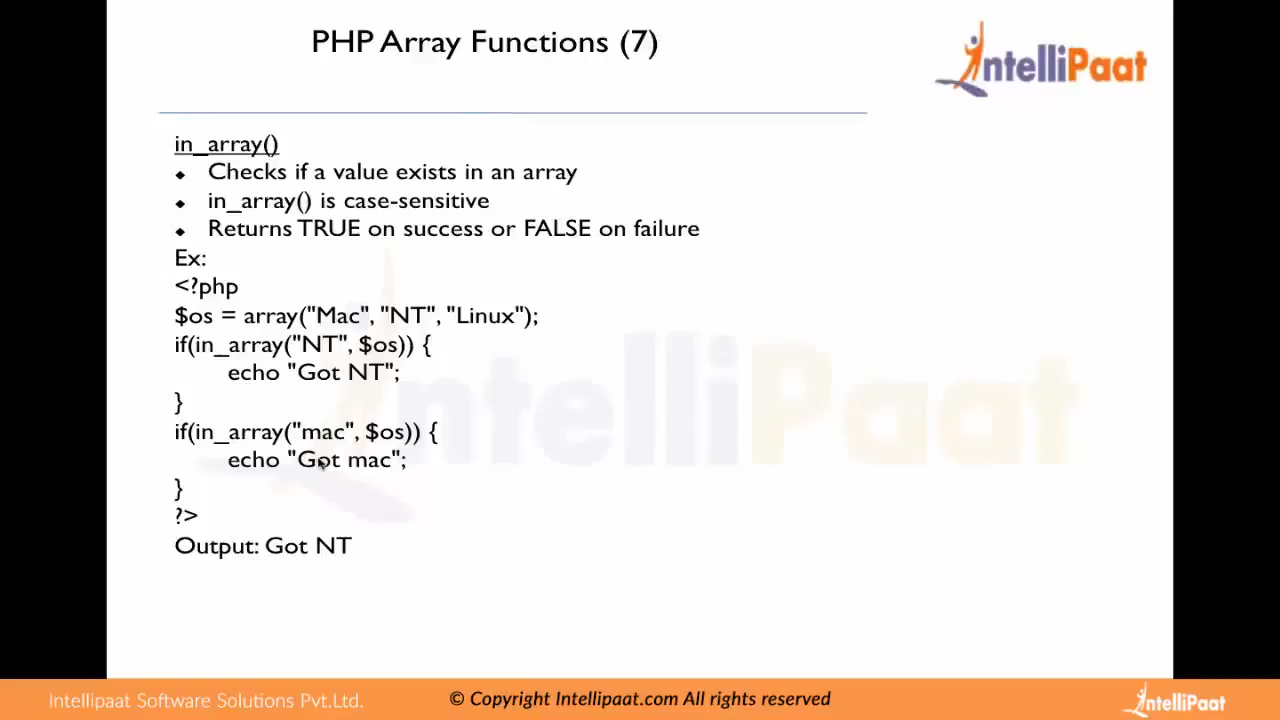 PHP Array Functions (7)
IntelliPaat
in_array()
◆ Checks if a value exists in an array
◆ in_array() is case-sensitive
◆ Returns TRUE on success or FALSE on failure
Ex:
<?php
$os = array("Mac", "NT", "Linux");
if(in_array("NT", $os)) {
echo "Got NT";
}
if(in_array("mac", $os)) {
echo "Got mac";
}
?>
Output: Got NT
IntelliPaat
Intellipaat Software Solutions Pvt.Ltd.
© Copyright Intellipaat.com All rights reserved
IntelliPaat